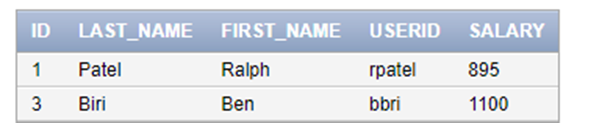 ID LAST_NAME FIRST_NAME USERID SALARY
1 Patel Ralph rpatel 895
3 Biri Ben bbri 1100